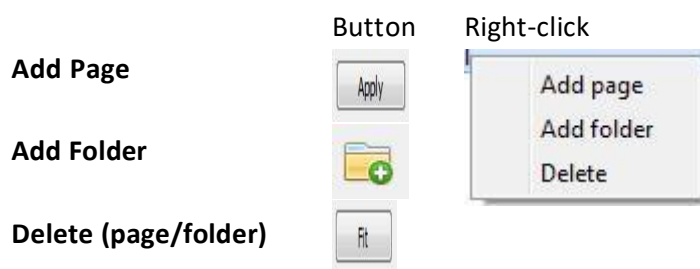 Button Right-click
Add Page
Apply
Add page
Add folder
Delete
Add Folder
Delete (page/folder)
Fit